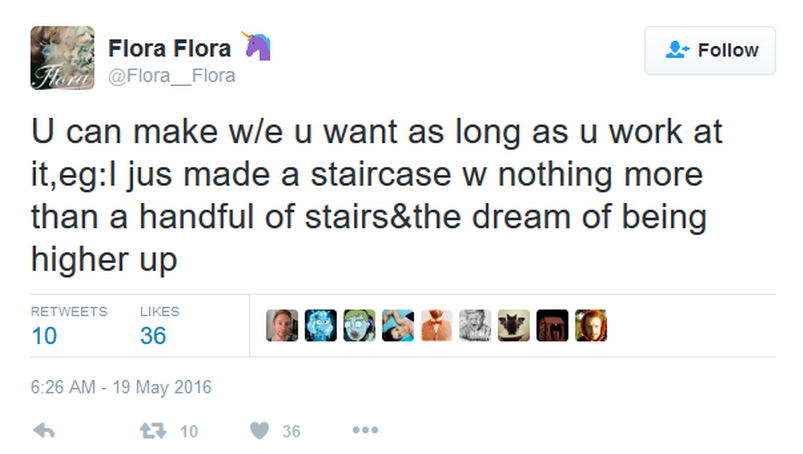 Flora
Flora Flora 🦄
@Flora__Flora
Follow
U can make w/e u want as long as u work at
it,eg:I jus made a staircase w nothing more
than a handful of stairs&the dream of being
higher up
RETWEETS LIKES
10 36
6:26 AM - 19 May 2016
10 36